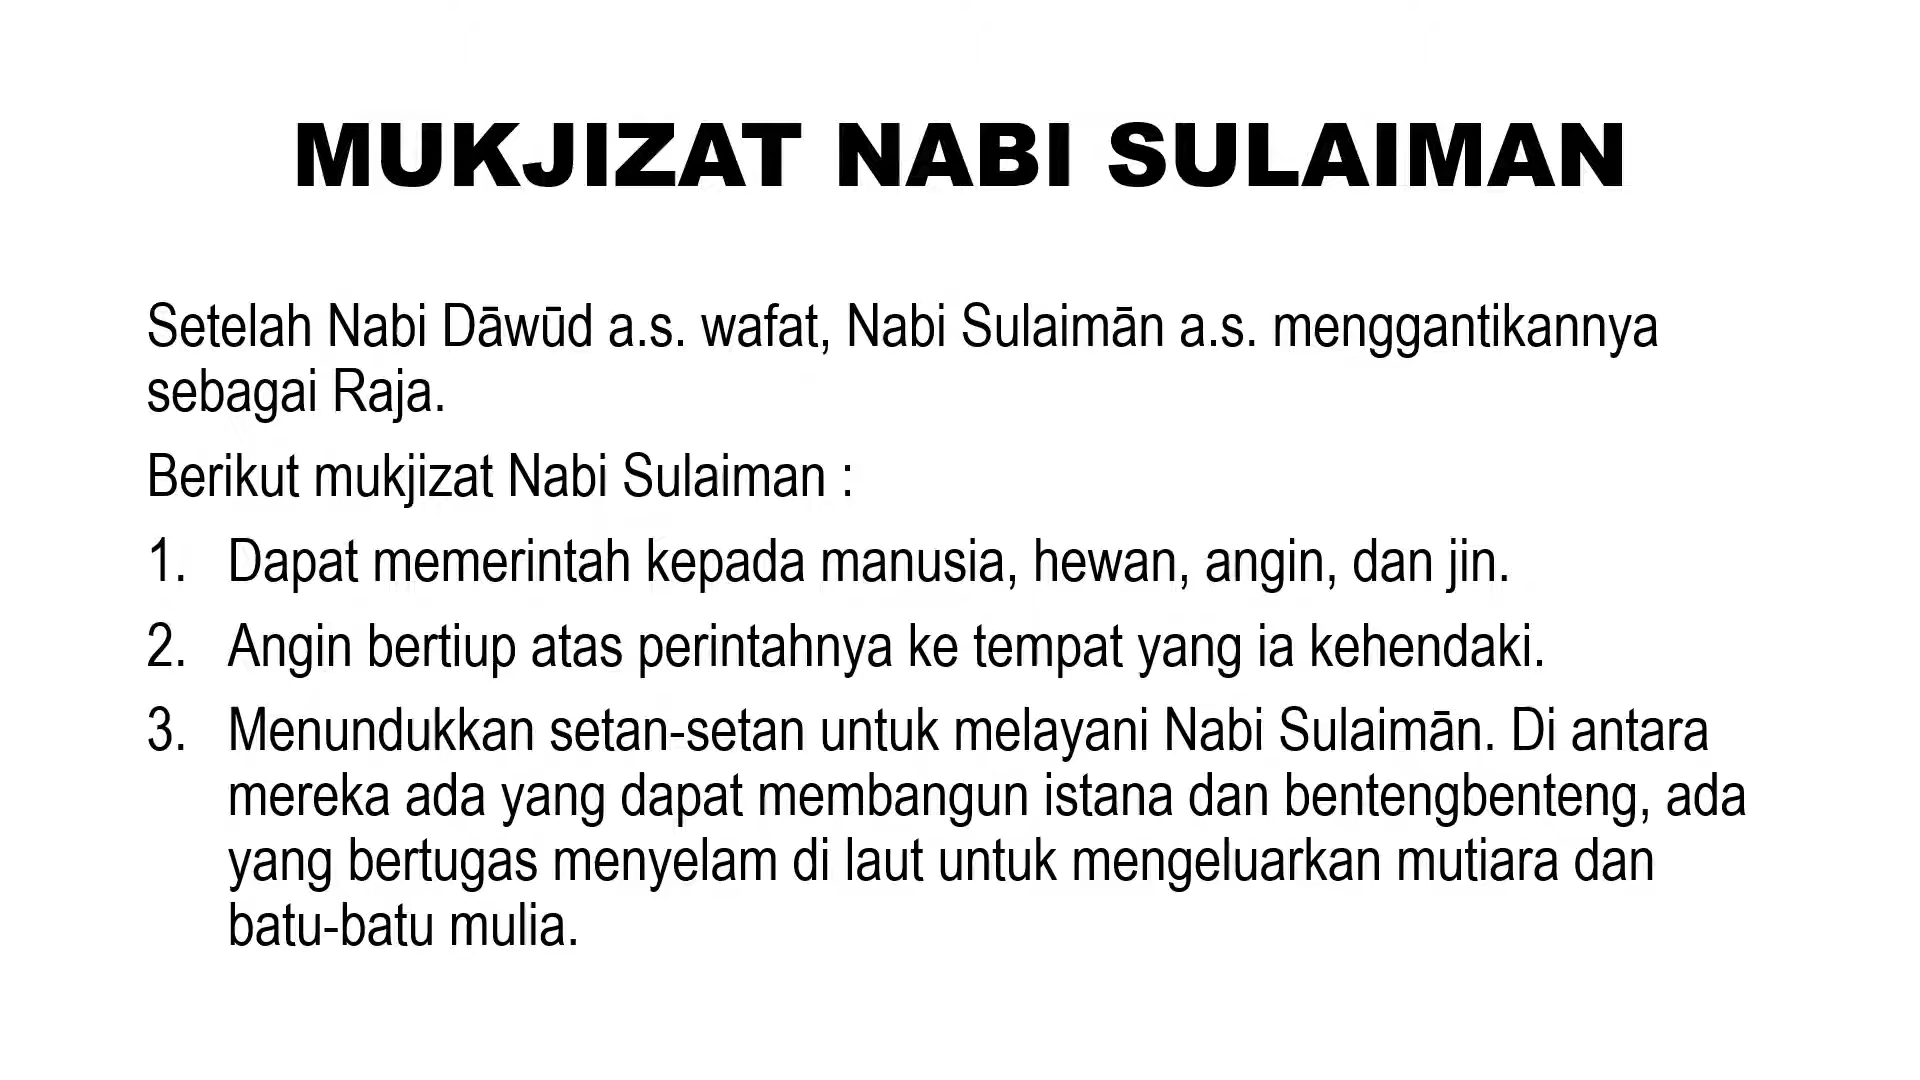 MUKJIZAT NABI SULAIMAN
Setelah Nabi Dāwūd a.s. wafat, Nabi Sulaimān a.s. menggantikannya
sebagai Raja.
Berikut mukjizat Nabi Sulaiman :
1. Dapat memerintah kepada manusia, hewan, angin, dan jin.
2. Angin bertiup atas perintahnya ke tempat yang ia kehendaki.
3. Menundukkan setan-setan untuk melayani Nabi Sulaimān. Di antara
mereka ada yang dapat membangun istana dan bentengbenteng, ada
yang bertugas menyelam di laut untuk mengeluarkan mutiara dan
batu-batu mulia.